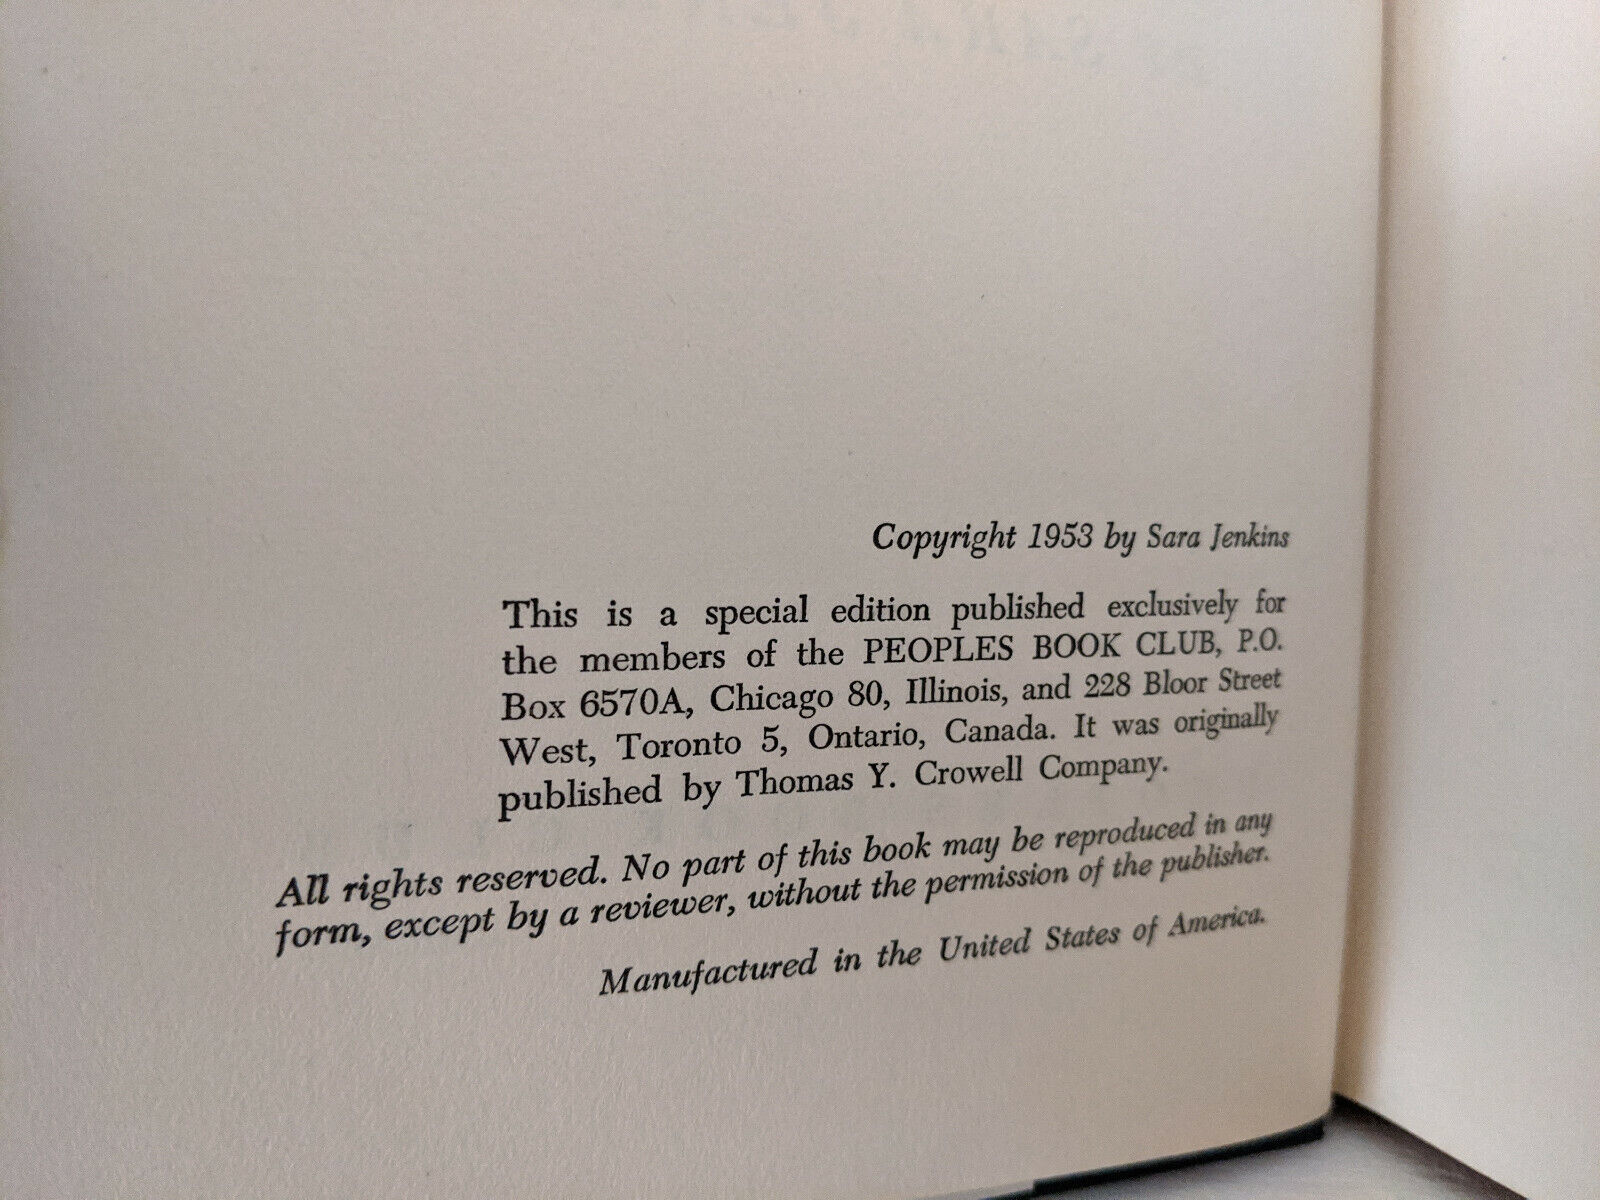 Copyright 1953 by Sara Jenkins
This is a special edition published exclusively for
the members of the PEOPLES BOOK CLUB, P.O.
Box 6570A, Chicago 80, Illinois, and 228 Bloor Street
West, Toronto 5, Ontario, Canada. It was originally
published by Thomas Y. Crowell Company.
All rights reserved. No part of this book may be reproduced in any
form, except by a reviewer, without the permission of the publisher.
Manufactured in the United States of America.